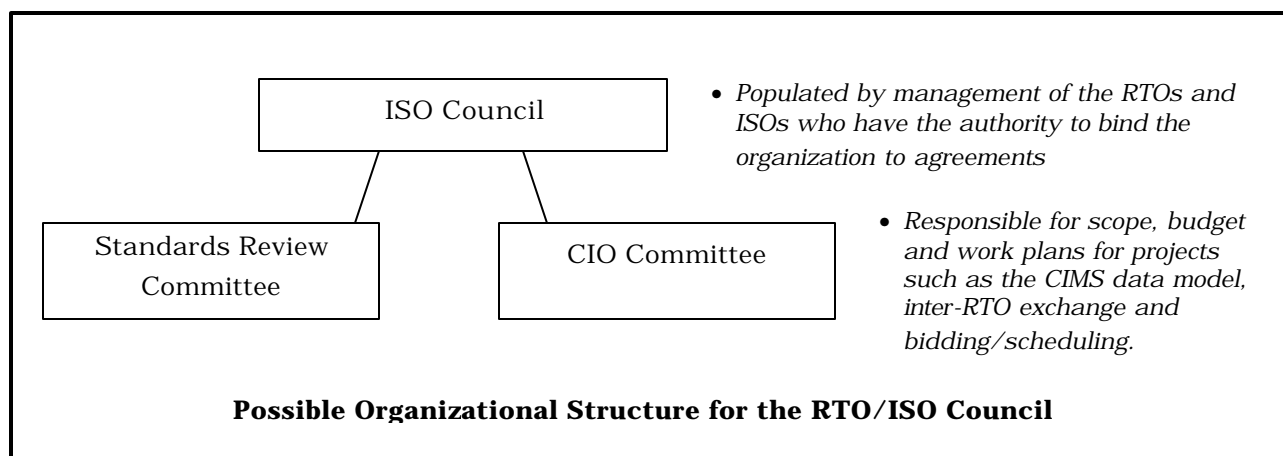 ISO Council
• Populated by management of the RTOs and
ISOs who have the authority to bind the
organization to agreements
Standards Review
Committee
CIO Committee
• Responsible for scope, budget
and work plans for projects
such as the CIMS data model,
inter-RTO exchange and
bidding/scheduling.
Possible Organizational Structure for the RTO/ISO Council